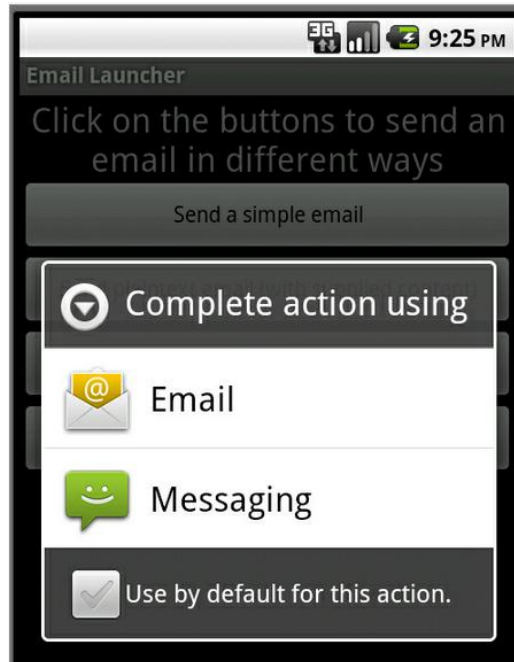 3G 9:25 PM
Email Launcher
Click on the buttons to send an
email in different ways
Send a simple email
Complete action using
@
Email
Messaging
Use by default for this action.